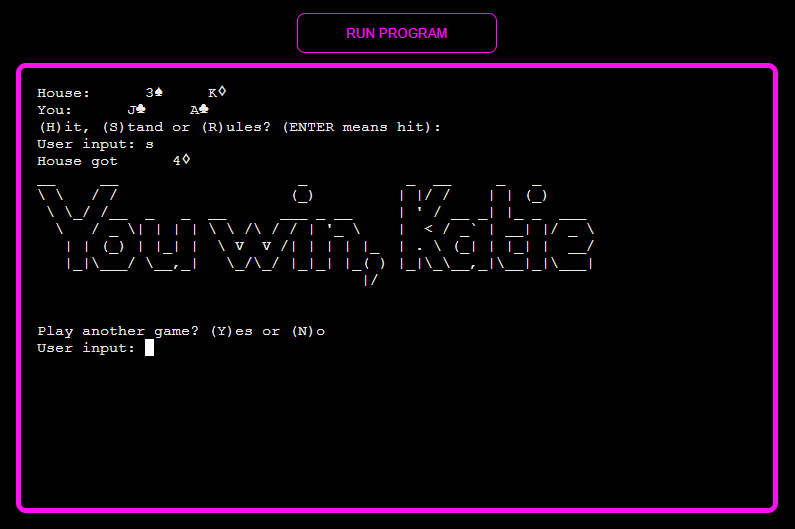 RUN PROGRAM
House: 3♠ K♢
You: J♣ A♣
(H)it, (S)tand or (R)ules? (ENTER means hit):
User input: s
House got 4♢
You win, Katie
Play another game? (Y)es or (N)o
User input: